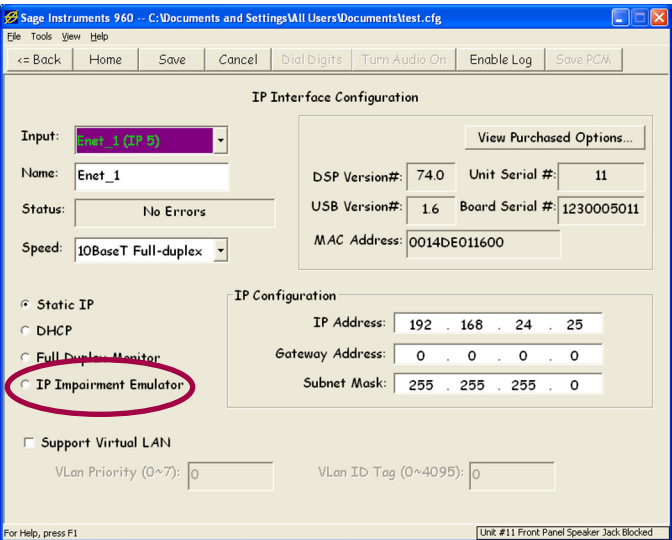 Sage Instruments 960 -- C:\Documents and Settings\All Users\Documents\test.cfg
File Tools View Help
<= Back Home Save Cancel Dial Digits Turn Audio On Enable Log Save PCM
IP Interface Configuration
Input: Enet_1 (IP 5)
View Purchased Options...
Name: Enet_1
DSP Version#: 74.0 Unit Serial #: 11
Status: No Errors
USB Version#: 1.6 Board Serial #: 1230005011
Speed: 10BaseT Full-duplex
MAC Address: 0014DE011600
Static IP
DHCP
Full Duplex Monitor
IP Impairment Emulator
IP Configuration
IP Address: 192 . 168 . 24 . 25
Gateway Address: 0 . 0 . 0 . 0
Subnet Mask: 255 . 255 . 255 . 0
Support Virtual LAN
VLan Priority (0~7): 0 VLan ID Tag (0~4095): 0
For Help, press F1 Unit #11 Front Panel Speaker Jack Blocked